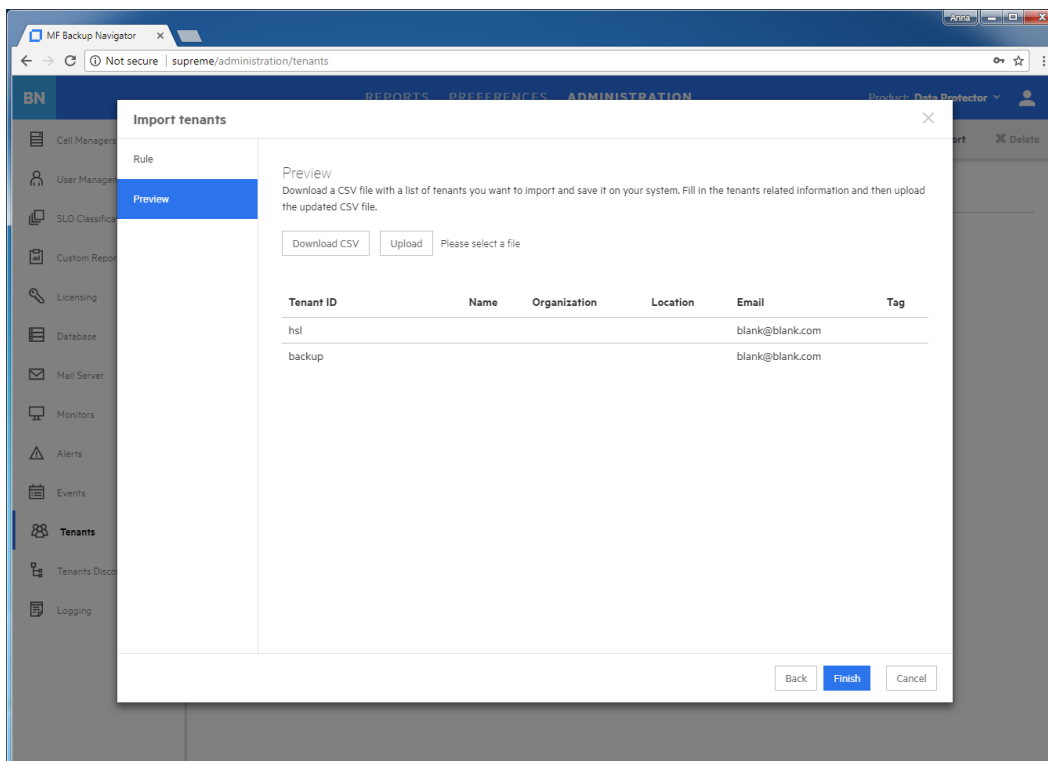 Anna
MF Backup Navigator
Not secure supreme/administration/tenants
BN REPORTS PREFERENCES ADMINISTRATION Product: Data Protector
Import tenants
ort Delete
Cell Managers
User Manager
SLO Classifica
Custom Repor
Licensing
Database
Mail Server
Monitors
Alerts
Events
Tenants
Tenants Disco
Logging
Rule
Preview
Preview
Download a CSV file with a list of tenants you want to import and save it on your system. Fill in the tenants related information and then upload
the updated CSV file.
Download CSV Upload Please select a file
Tenant ID Name Organization Location Email Tag
hsl blank@blank.com
backup blank@blank.com
Back Finish Cancel